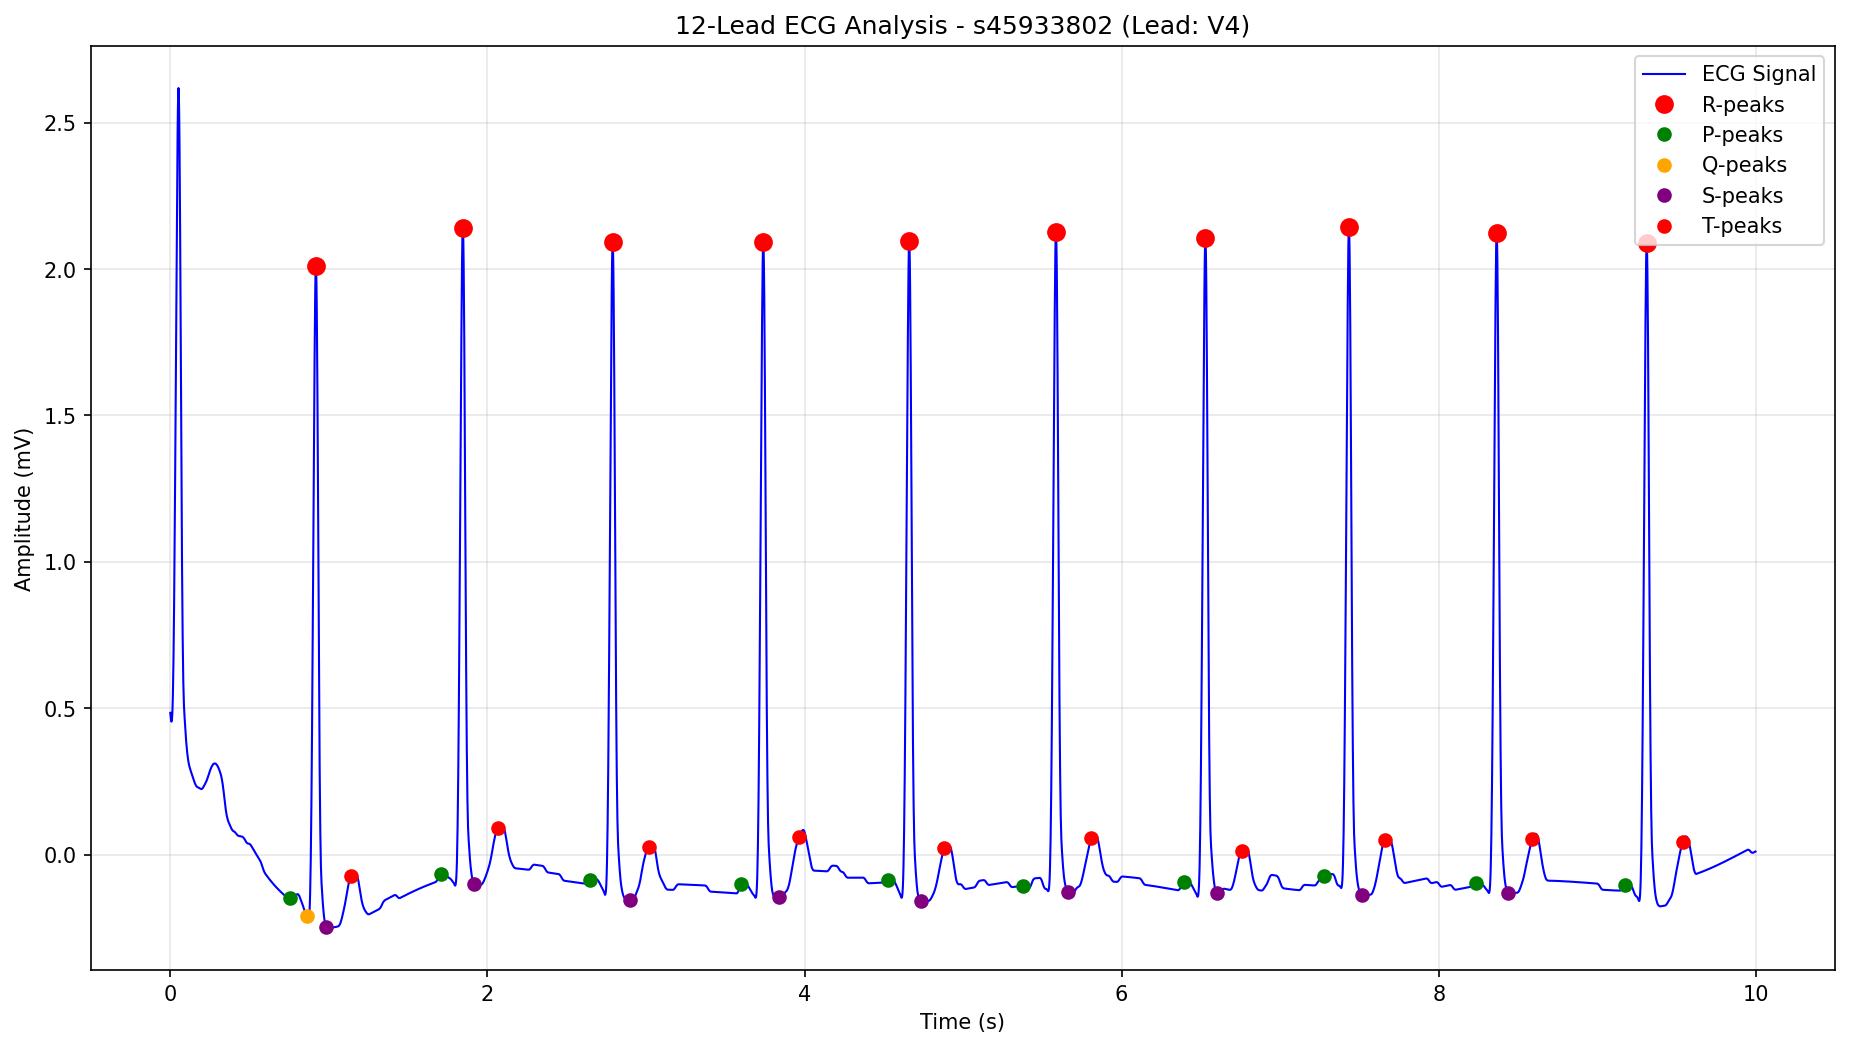 12-Lead ECG Analysis - s45933802 (Lead: V4)
ECG Signal
R-peaks
P-peaks
Q-peaks
S-peaks
T-peaks
Amplitude (mV)
2.5
2.0
1.5
1.0
0.5
0.0
0 2 4 6 8 10
Time (s)